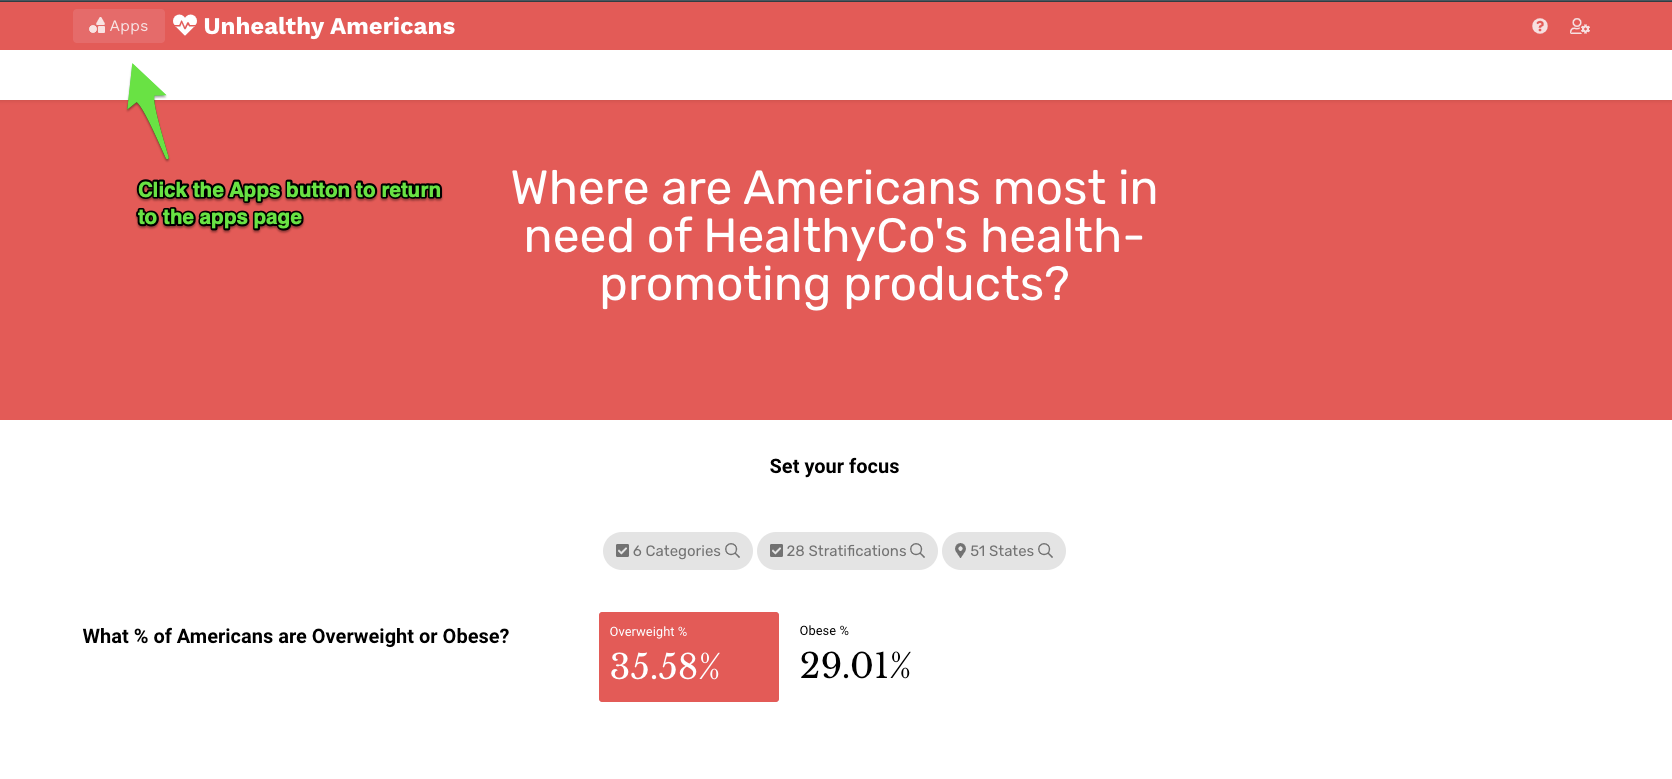 Apps
Unhealthy Americans
Click the Apps button to return
to the apps page
Where are Americans most in
need of HealthyCo's health-
promoting products?
Set your focus
6 Categories
28 Stratifications
51 States
What % of Americans are Overweight or Obese?
Overweight %
35.58%
Obese %
29.01%